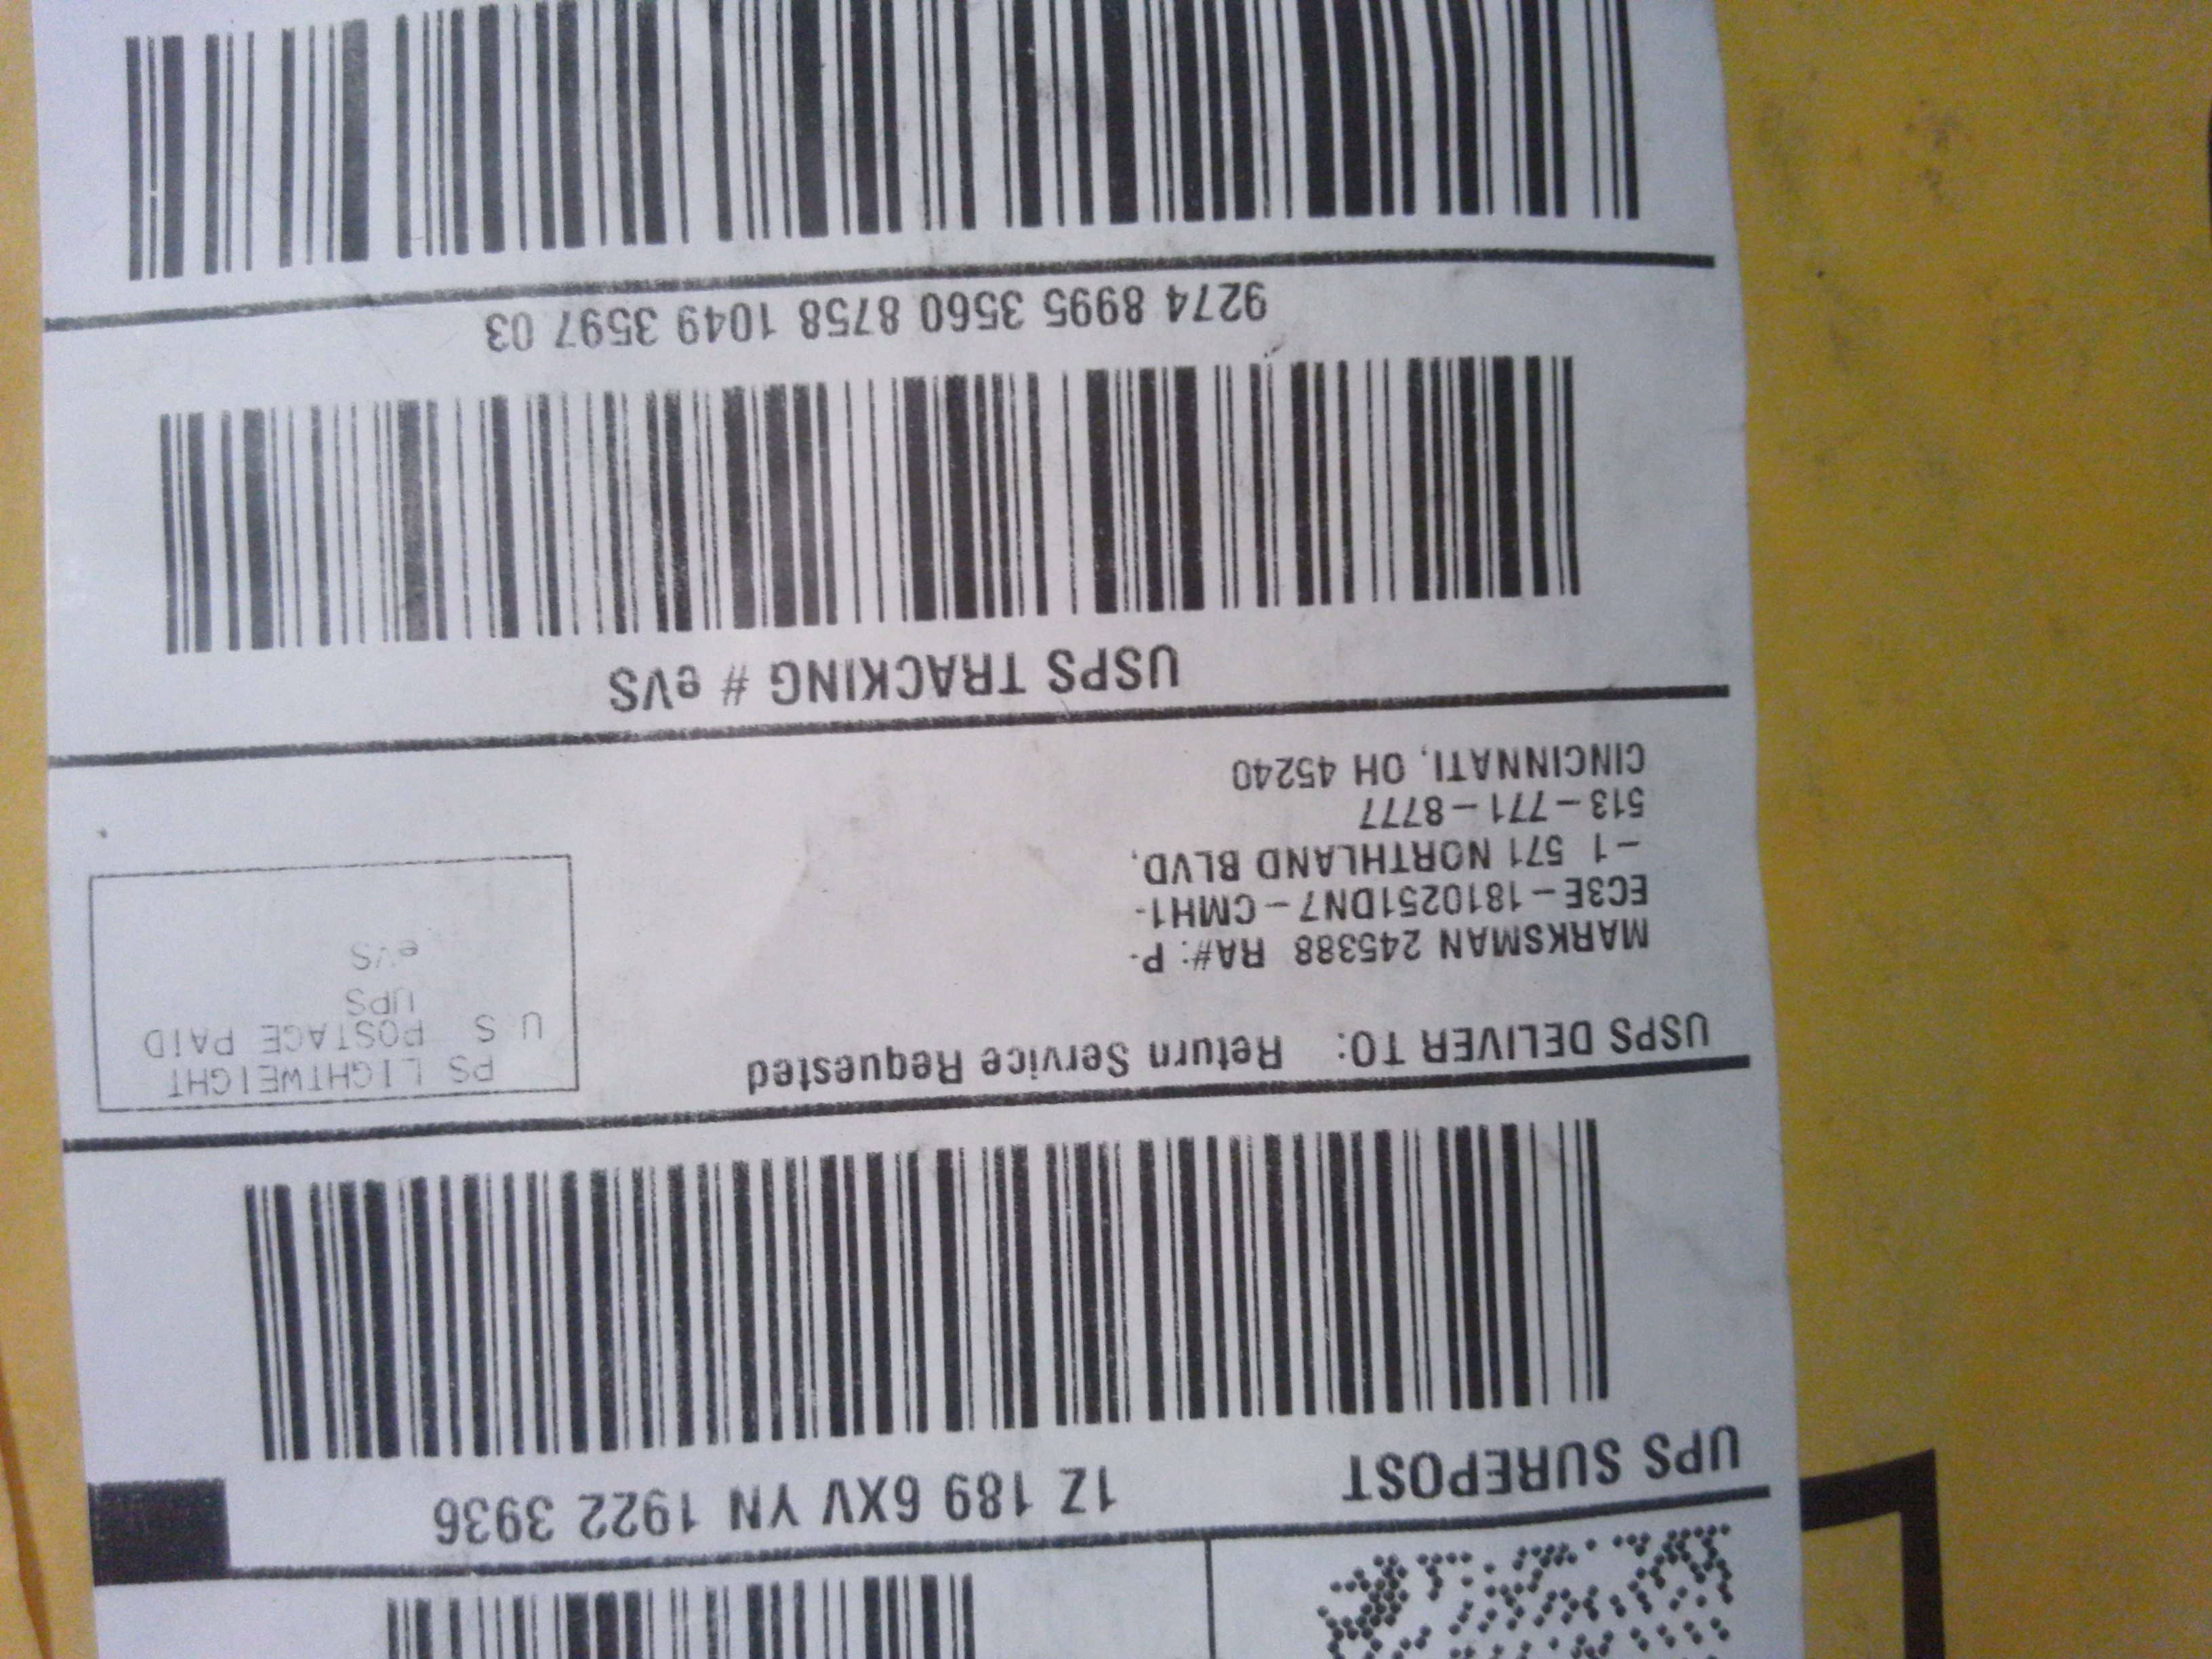 UPS SUREPOST
1Z 189 6XV YN 1922 3936
USPS DELIVER TO: Return Service Requested
PS LIGHTWEIGHT
U S POSTAGE PAID
UPS
eVS
MARKSMAN 245388 RA#: P-
EC3E-1810251DN7-CMH1-
-1 571 NORTHLAND BLVD,
513-771-8777
CINCINNATI, OH 45240
USPS TRACKING # eVS
9274 8995 3560 8758 1049 3597 03